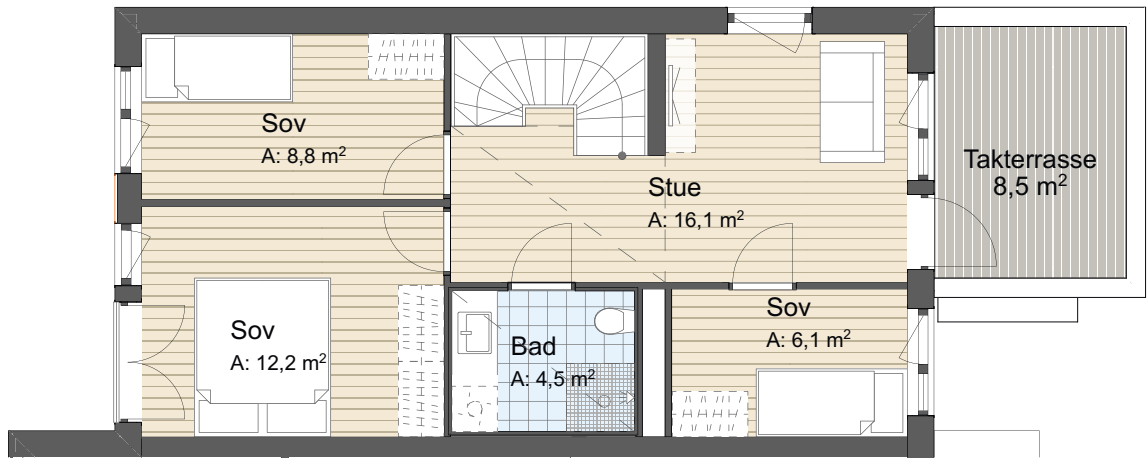 Sov
A: 8,8 m²
Stue
A: 16,1 m²
Takterrasse
8,5 m²
Sov
A: 12,2 m²
Bad
A: 4,5 m²
Sov
A: 6,1 m²